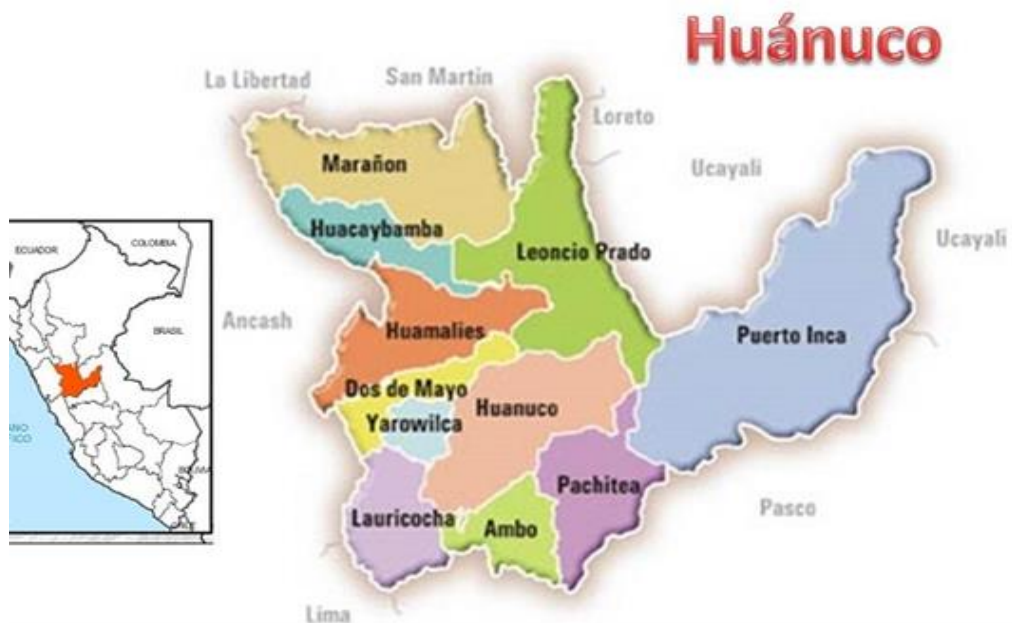 Huánuco
La Libertad
San Martin
Loreto
Marañon
Ucayali
Huacaybamba
Ucayali
Leoncio Prado
ECUADOR
COLOMBIA
Ancash
BRASIL
Huamalies
Puerto Inca
Dos de Mayo
Huanuco
Yarowilca
Pachitea
Pasco
Lauricocha
Ambo
Lima